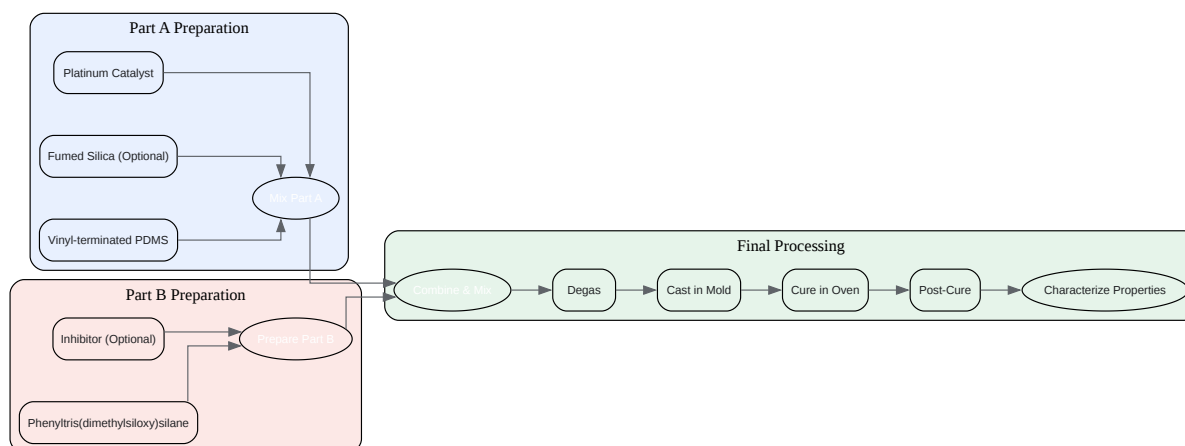 Part A Preparation
Platinum Catalyst
Fumed Silica (Optional)
Mix Part A
Vinyl-terminated PDMS
Part B Preparation
Inhibitor (Optional)
Prepare Part B
Phenyltris(dimethylsiloxy)silane
Final Processing
Combine & Mix
Degas
Cast in Mold
Cure in Oven
Post-Cure
Characterize Properties